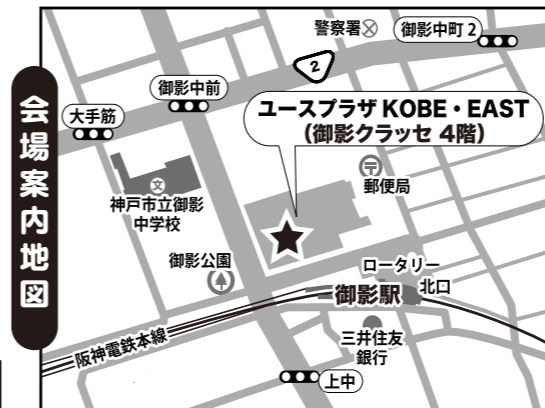 会場案内地図
警察署
御影中町2
2
御影中前
大手筋
ユースプラザ KOBE・EAST
(御影クラッセ 4階)
文
神戸市立御影
中学校
郵便局
御影公園
ロータリー
北口
御影駅
阪神電鉄本線
三井住友
銀行
上中